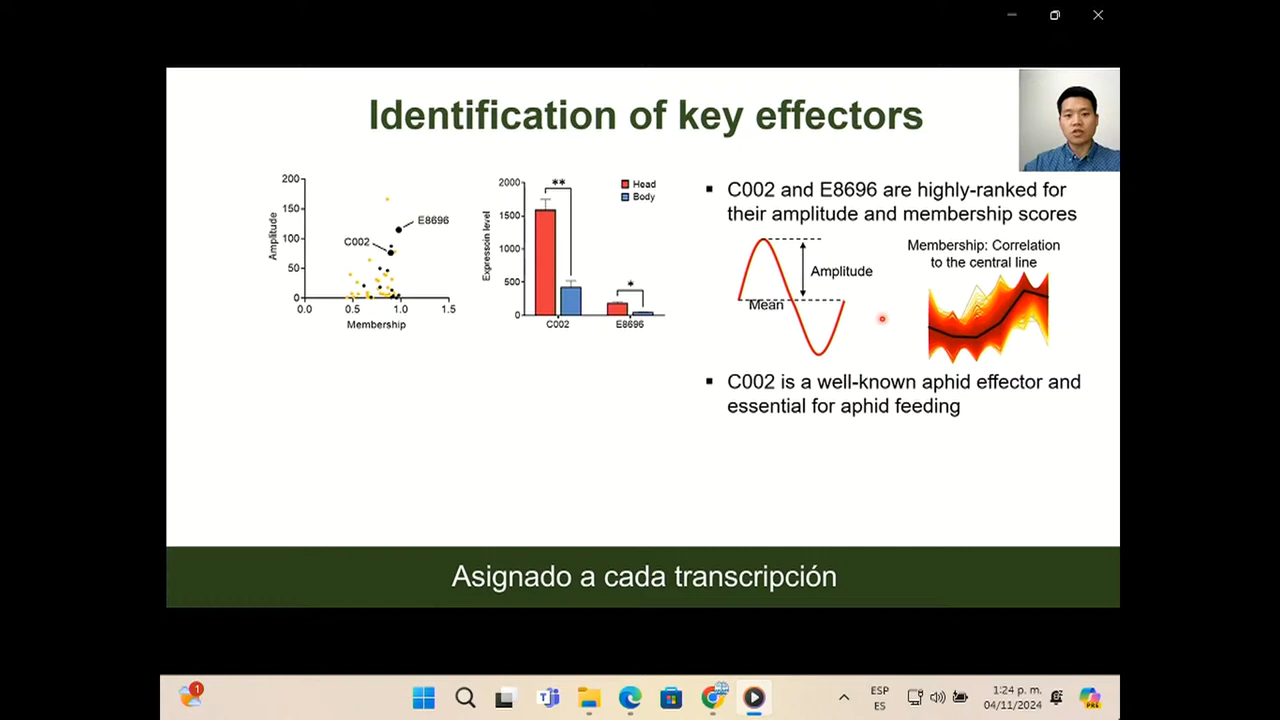 Identification of key effectors
200
150
100
50
0
Amplitude
E8696
C002
0.0 0.5 1.0 1.5
Membership
2000
1500
1000
500
0
Expressoin level
**
*
Head
Body
C002 E8696
▪ C002 and E8696 are highly-ranked for
their amplitude and membership scores
Amplitude
Mean
Membership: Correlation
to the central line
▪ C002 is a well-known aphid effector and
essential for aphid feeding
Asignado a cada transcripción
1
ESP
ES
1:24 p. m.
04/11/2024
PRE